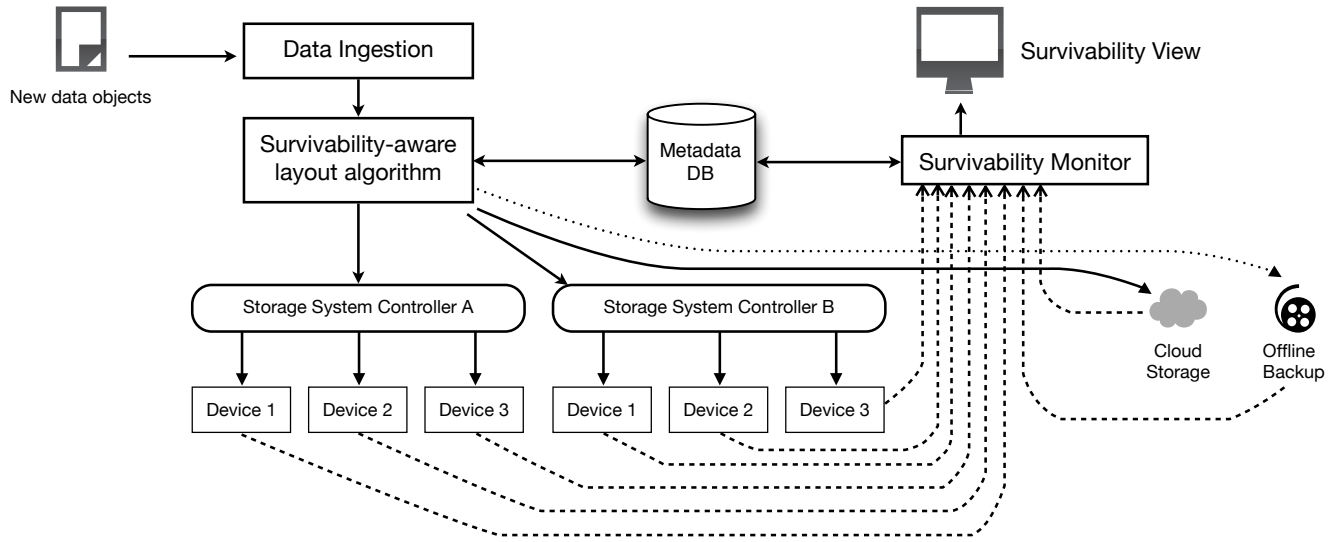 Data Ingestion
Survivability View
New data objects
Survivability-aware
layout algorithm
Metadata
DB
Survivability Monitor
Storage System Controller A
Storage System Controller B
Cloud
Storage
Offline
Backup
Device 1
Device 2
Device 3
Device 1
Device 2
Device 3